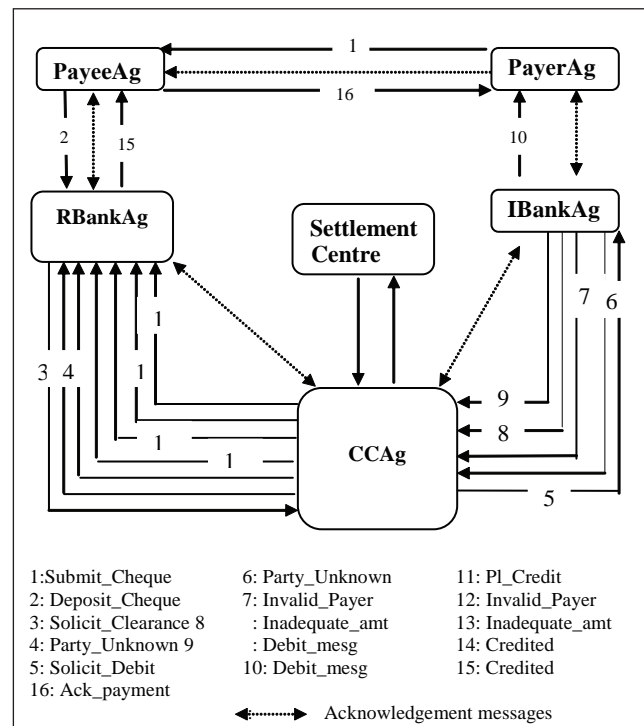 1
PayeeAg
PayerAg
16
2
15
10
RBankAg
IBankAg
Settlement
Centre
7
6
1
3
4
1
9
8
1
1
CCAg
5
1:Submit_Cheque 6: Party_Unknown 11: Pl_Credit
2: Deposit_Cheque 7: Invalid_Payer 12: Invalid_Payer
3: Solicit_Clearance 8 : Inadequate_amt 13: Inadequate_amt
4: Party_Unknown 9 : Debit_mesg 14: Credited
5: Solicit_Debit 10: Debit_mesg 15: Credited
16: Ack_payment
Acknowledgement messages